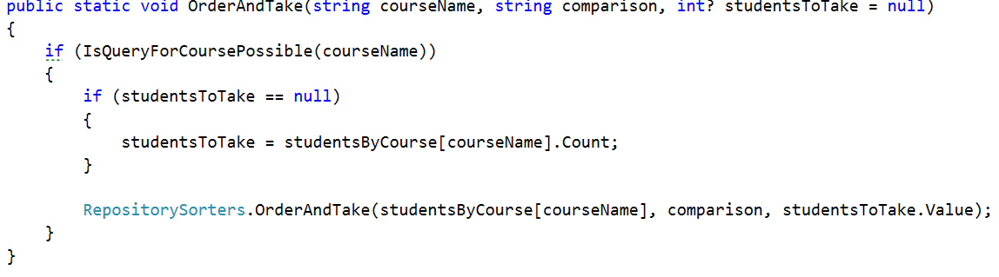 public static void OrderAndTake(string courseName, string comparison, int? studentsToTake = null)
{
if (IsQueryForCoursePossible(courseName))
{
if (studentsToTake == null)
{
studentsToTake = studentsByCourse[courseName].Count;
}
RepositorySorters.OrderAndTake(studentsByCourse[courseName], comparison, studentsToTake.Value);
}
}